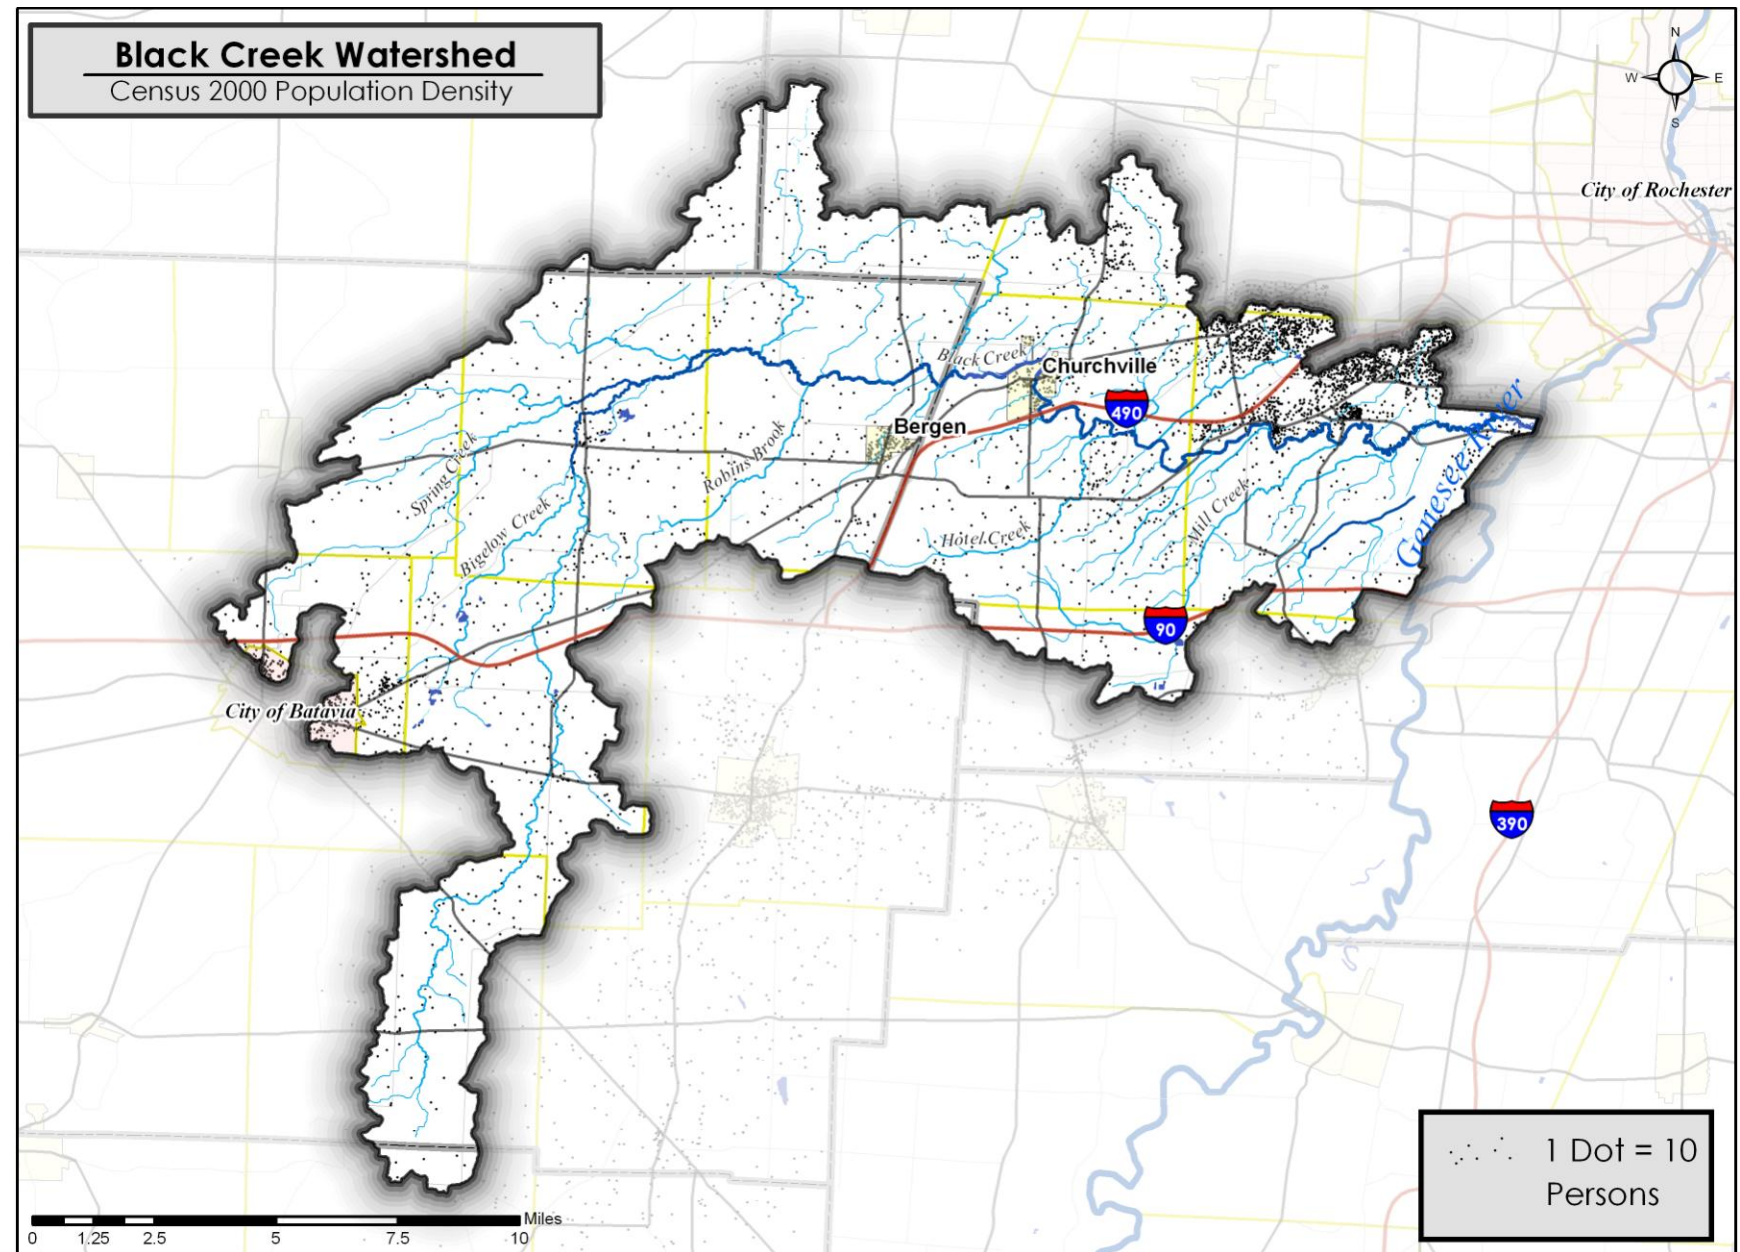 Black Creek Watershed
Census 2000 Population Density
N
W E
S
City of Rochester
Black Creek
Churchville
490
Bergen
Genesee River
Spring Creek
Robins Brook
Bigelow Creek
Mill Creek
Hotel Creek
90
City of Batavia
390
1 Dot = 10
Persons
Miles
0 1.25 2.5 5 7.5 10